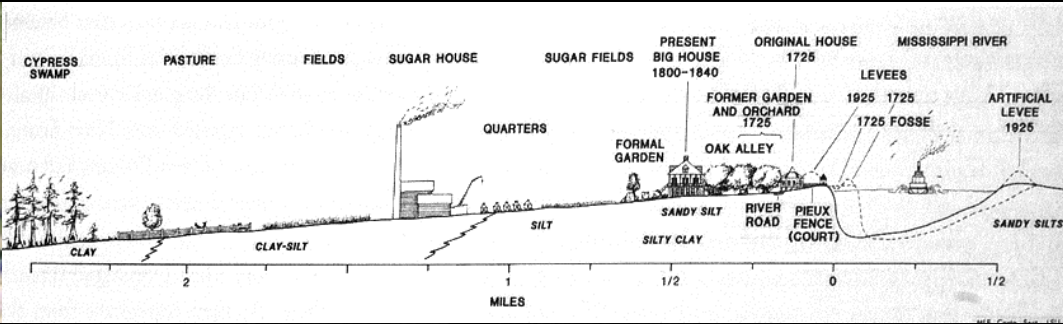 CYPRESS
SWAMP
PASTURE
FIELDS
SUGAR HOUSE
QUARTERS
SUGAR FIELDS
FORMAL
GARDEN
PRESENT
BIG HOUSE
1800-1840
FORMER GARDEN
AND ORCHARD
1725
OAK ALLEY
ORIGINAL HOUSE
1725
LEVEES
1925 1725
1725 FOSSE
MISSISSIPPI RIVER
ARTIFICIAL
LEVEE
1925
CLAY
CLAY-SILT
SILT
SANDY SILT
SILTY CLAY
RIVER
ROAD
PIEUX
FENCE
(COURT)
SANDY SILTS
2
1
1/2
0
1/2
MILES